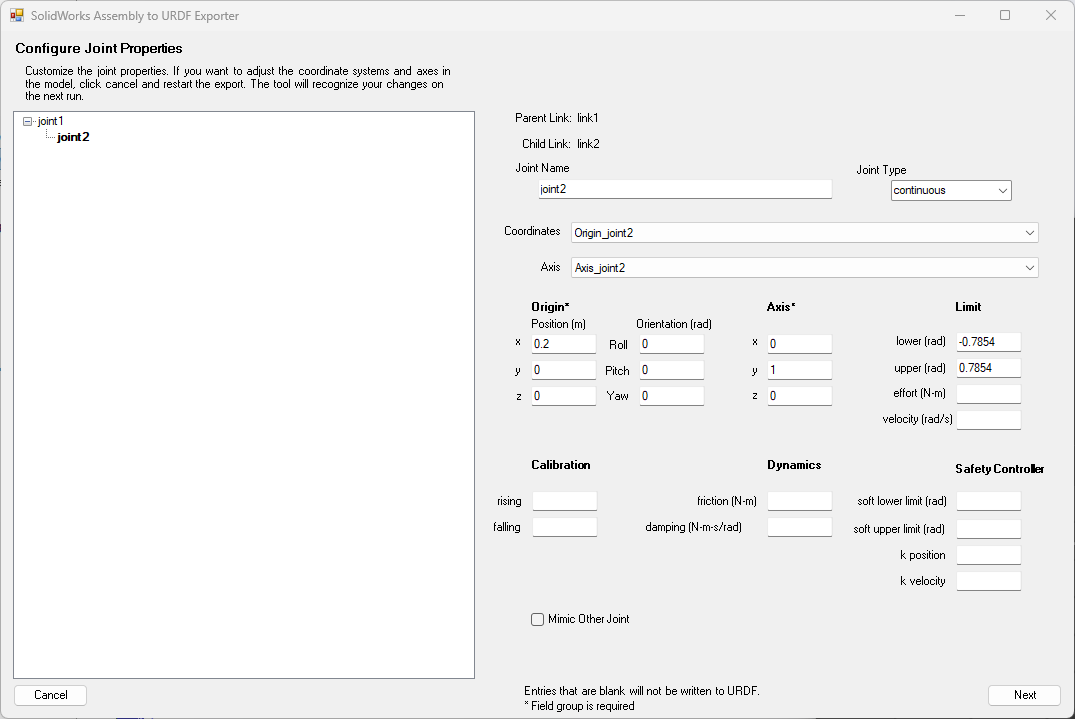 SolidWorks Assembly to URDF Exporter
Configure Joint Properties
Customize the joint properties. If you want to adjust the coordinate systems and axes in
the model, click cancel and restart the export. The tool will recognize your changes on
the next run.
joint1
joint2
Parent Link: link1
Child Link: link2
Joint Name
Joint Type
joint2
continuous
Coordinates Origin_joint2
Axis Axis_joint2
Origin* Axis* Limit
Position (m) Orientation (rad)
x 0.2 Roll 0 x 0 lower (rad) -0.7854
y 0 Pitch 0 y 1 upper (rad) 0.7854
z 0 Yaw 0 z 0 effort (N-m)
velocity (rad/s)
Calibration Dynamics Safety Controller
rising friction (N-m) soft lower limit (rad)
falling damping (N-m-s/rad) soft upper limit (rad)
k position
k velocity
Mimic Other Joint
Cancel
Entries that are blank will not be written to URDF.
* Field group is required
Next